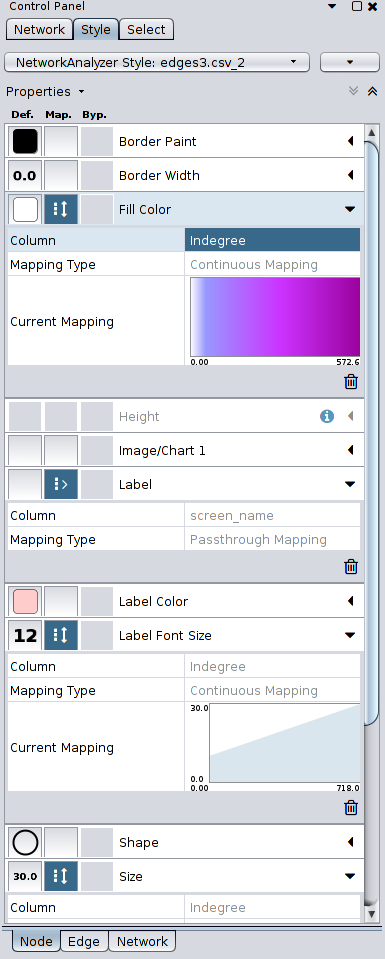 Control Panel
Network Style Select
NetworkAnalyzer Style: edges3.csv_2
Properties
Def. Map. Byp.
Border Paint
0.0 Border Width
Fill Color
Column Indegree
Mapping Type Continuous Mapping
Current Mapping
0.00 572.6
Height
Image/Chart 1
Label
Column screen_name
Mapping Type Passthrough Mapping
Label Color
12 Label Font Size
Column Indegree
Mapping Type Continuous Mapping
30.0
Current Mapping
0.0
0.00 718.0
Shape
30.0 Size
Column Indegree
Node Edge Network